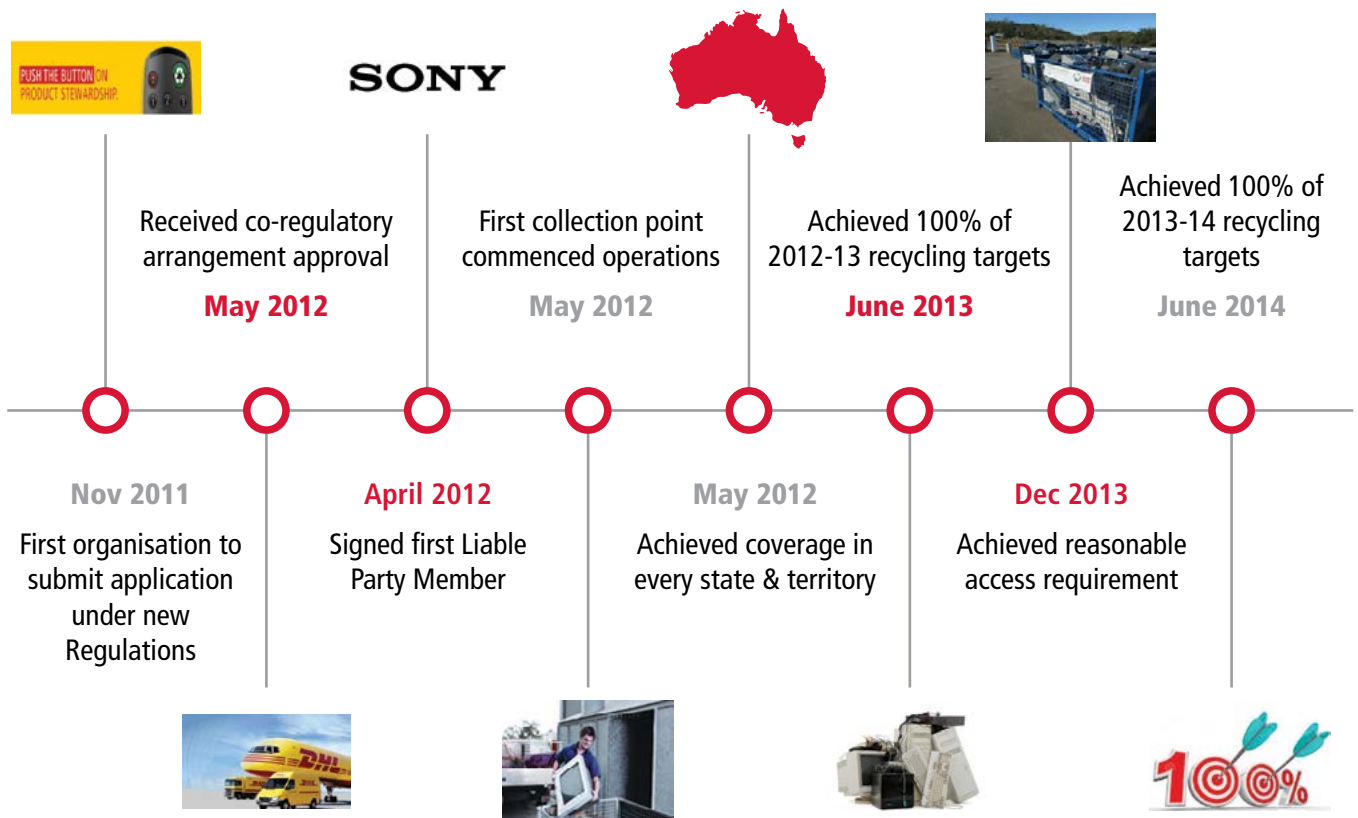 PUSH THE BUTTON ON
PRODUCT STEWARDSHIP.
SONY
Received co-regulatory
arrangement approval
May 2012
First collection point
commenced operations
May 2012
Achieved 100% of
2012-13 recycling targets
June 2013
Achieved 100% of
2013-14 recycling
targets
June 2014
Nov 2011
First organisation to
submit application
under new
Regulations
April 2012
Signed first Liable
Party Member
May 2012
Achieved coverage in
every state & territory
Dec 2013
Achieved reasonable
access requirement
DHL
100%